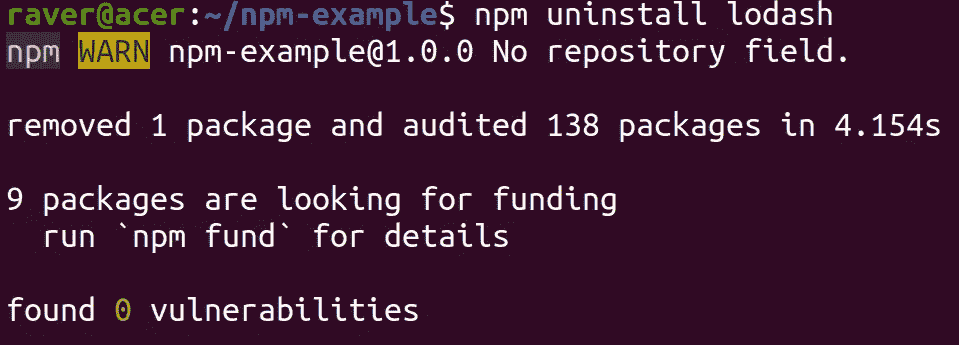 raver@acer:~/npm-example$ npm uninstall lodash
npm WARN npm-example@1.0.0 No repository field.
removed 1 package and audited 138 packages in 4.154s
9 packages are looking for funding
run `npm fund` for details
found 0 vulnerabilities